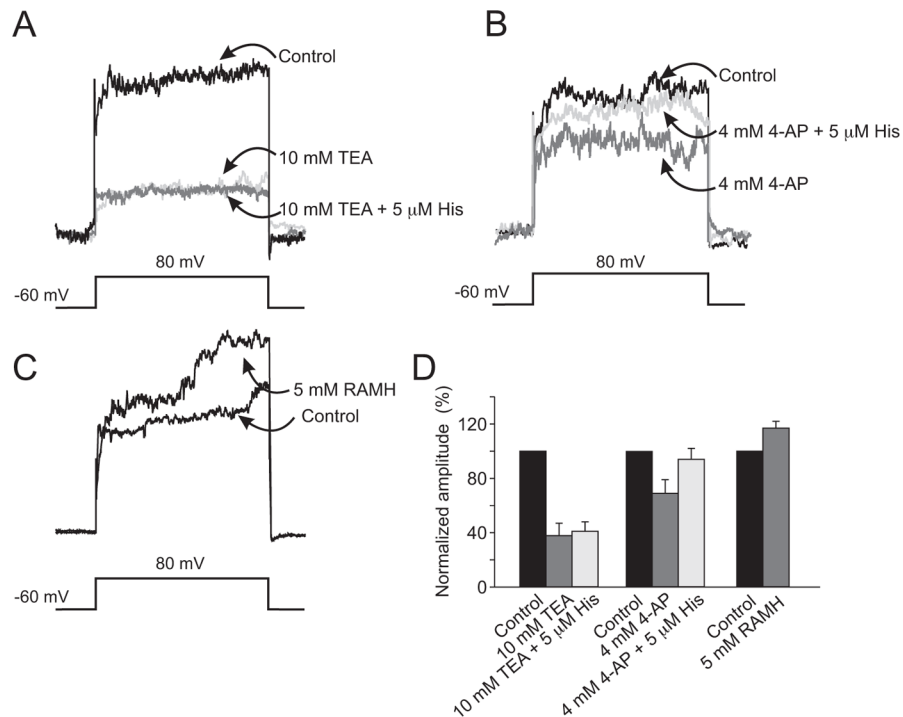 A
Control
10 mM TEA
10 mM TEA + 5 μM His
80 mV
-60 mV
B
Control
4 mM 4-AP + 5 μM His
4 mM 4-AP
80 mV
-60 mV
C
5 mM RAMH
Control
80 mV
-60 mV
D
Normalized amplitude (%)
120
80
40
0
Control
10 mM TEA
10 mM TEA + 5 μM His
Control
4 mM 4-AP
4 mM 4-AP + 5 μM His
Control
5 mM RAMH